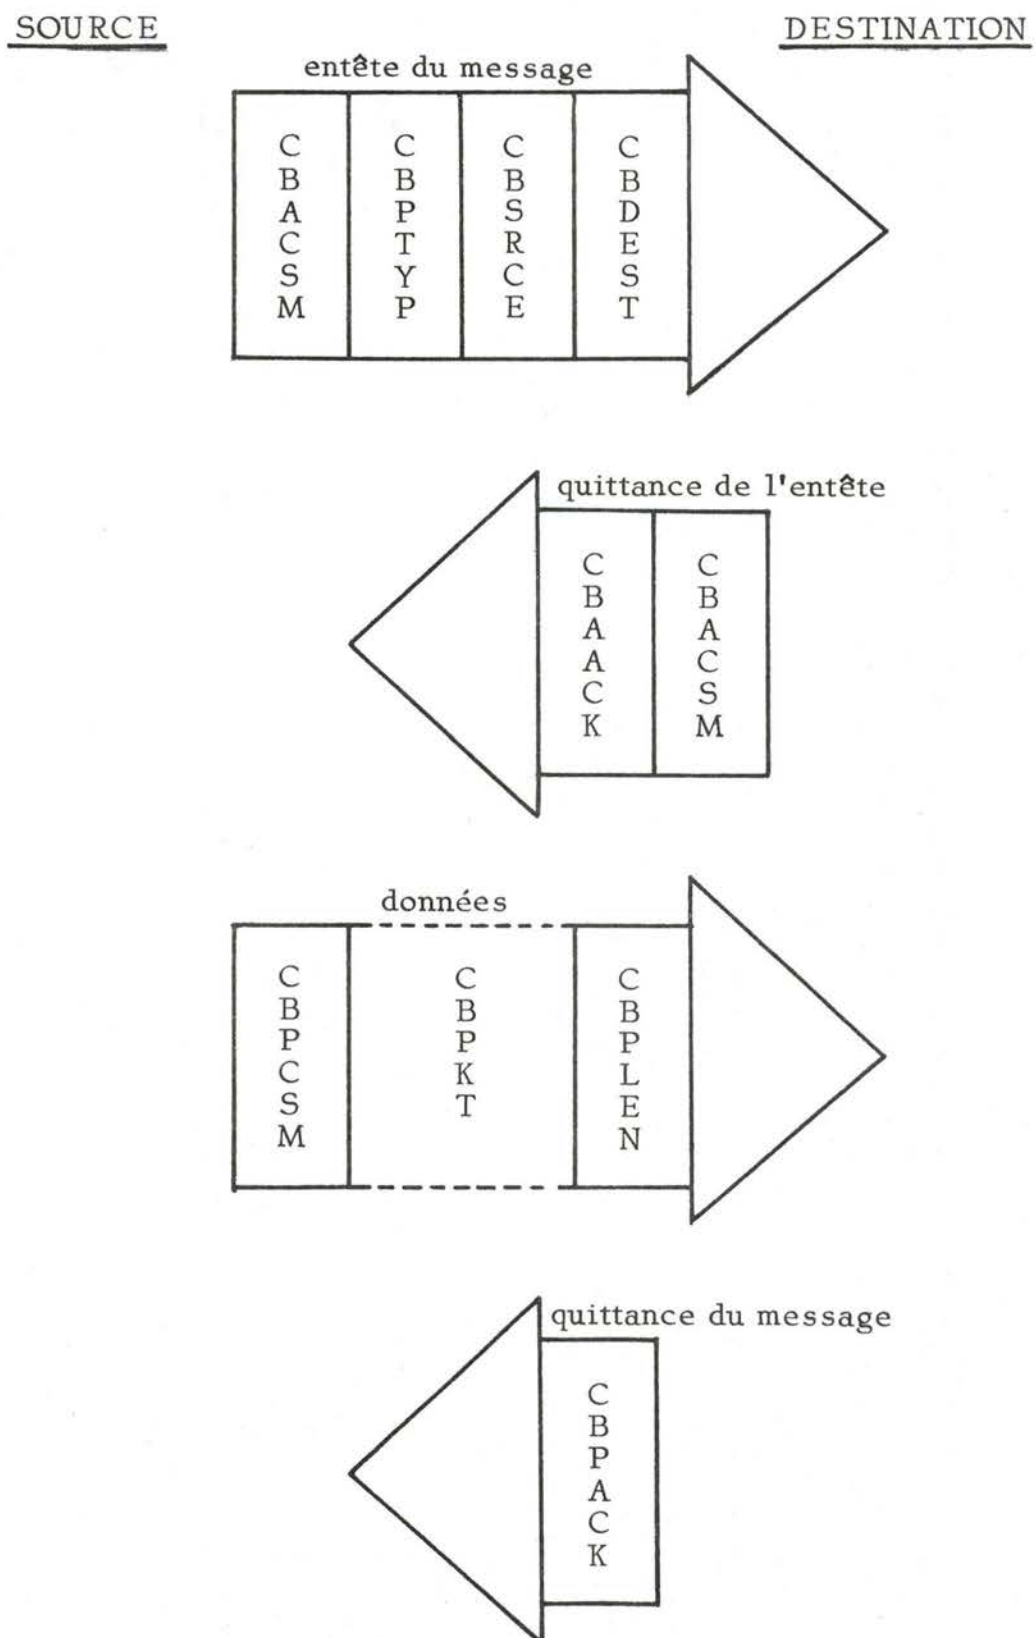 SOURCE
DESTINATION
entête du message
CBACSM
CBPTYP
CBSRCE
CBDEST
quittance de l'entête
CBAACK
CBACSM
données
CBPCSM
CBPKT
CBPLEN
quittance du message
CBPACK